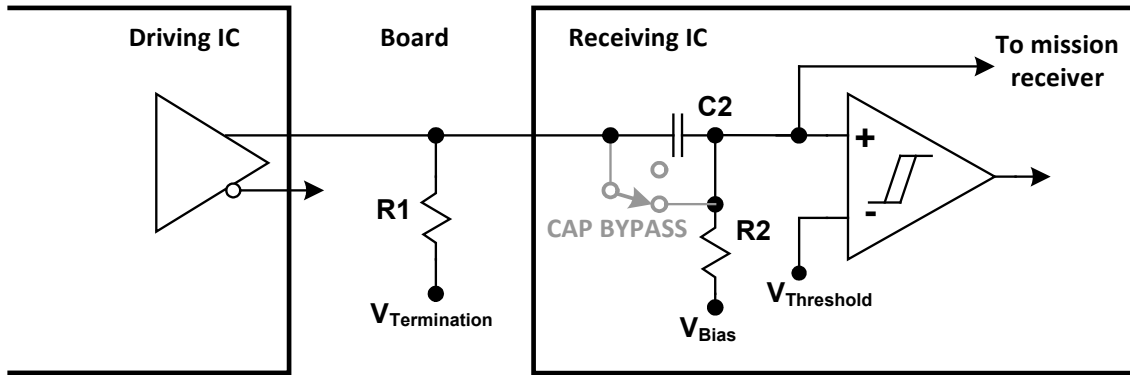 Driving IC
Board
Receiving IC
To mission
receiver
C2
+
-
R1
CAP BYPASS
R2
VTermination
VThreshold
VBias